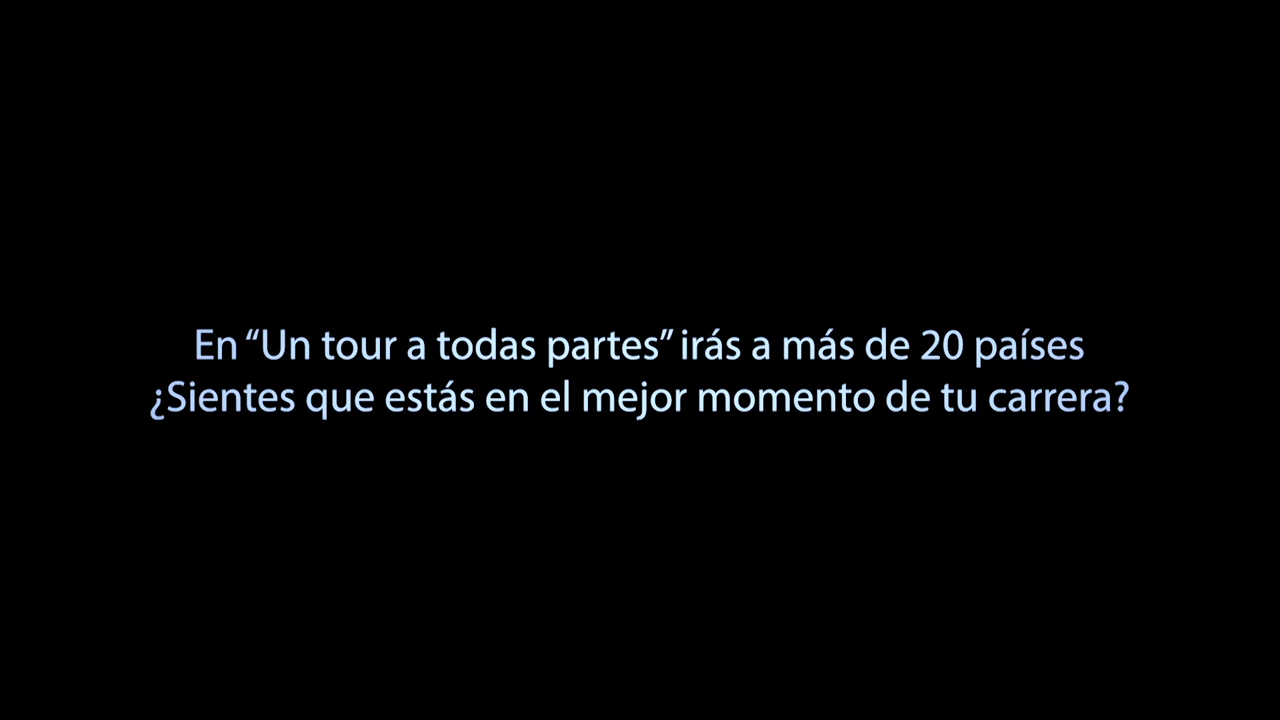 En “Un tour a todas partes” irás a más de 20 países
¿Sientes que estás en el mejor momento de tu carrera?